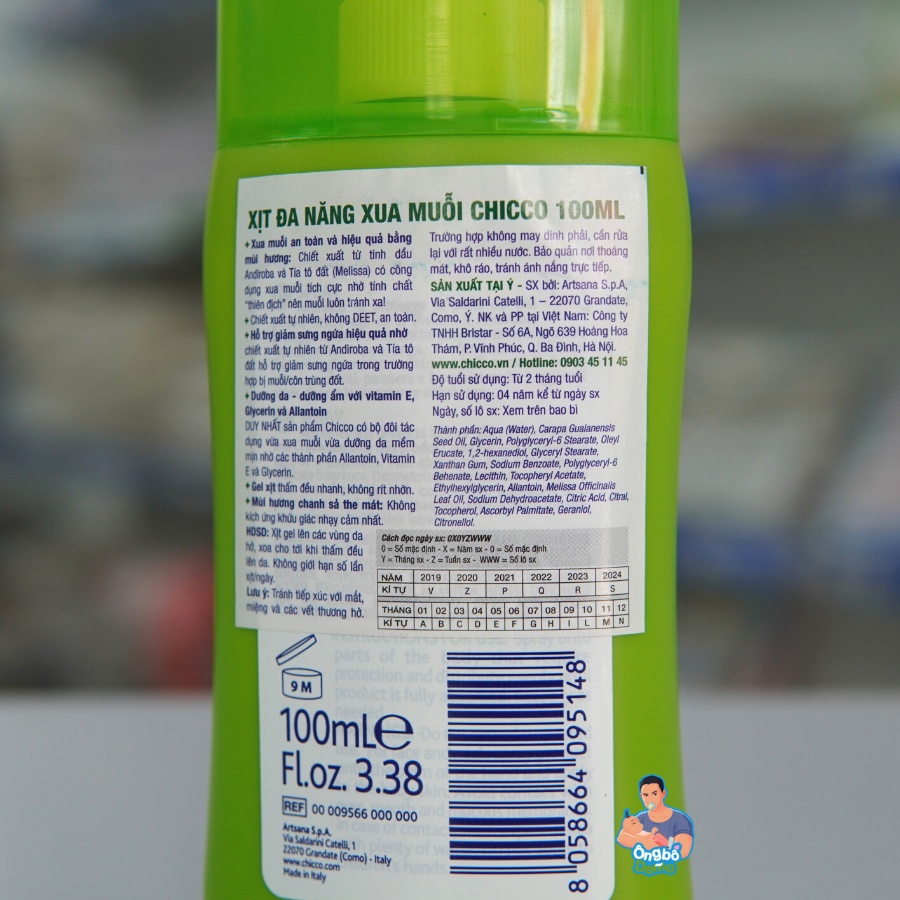 XỊT ĐA NĂNG XUA MUỖI CHICCO 100ML
+ Xua muỗi an toàn và hiệu quả bằng
mùi hương: Chiết xuất từ tinh dầu
Andiroba và Tía tô đất (Melissa) có công
dụng xua muỗi tích cực nhờ tính chất
"thiên địch" nên muỗi luôn tránh xa!
+ Chiết xuất tự nhiên, không DEET, an toàn.
+ Hỗ trợ giảm sưng ngứa hiệu quả nhờ
chiết xuất tự nhiên từ Andiroba và Tía tô
đất hỗ trợ giảm sưng ngứa trong trường
hợp bị muỗi/côn trùng đốt.
+ Dưỡng da - dưỡng ẩm với vitamin E,
Glycerin và Allantoin
DUY NHẤT sản phẩm Chicco có bộ đôi tác
dụng vừa xua muỗi vừa dưỡng da mềm
mịn nhờ các thành phần Allantoin, Vitamin
E và Glycerin.
+ Gel xịt thấm đều nhanh, không rít nhờn.
+ Mùi hương chanh sả the mát: Không
kích ứng khứu giác nhạy cảm nhất.
HDSD: Xịt gel lên các vùng da
hở, xoa cho tới khi thấm đều
lên da. Không giới hạn số lần
xịt/ngày.
Lưu ý: Tránh tiếp xúc với mắt,
miệng và các vết thương hở.
Trường hợp không may dính phải, cần rửa
lại với rất nhiều nước. Bảo quản nơi thoáng
mát, khô ráo, tránh ánh nắng trực tiếp.
SẢN XUẤT TẠI Ý - SX bởi: Artsana S.p.A,
Via Saldarini Catelli, 1 – 22070 Grandate,
Como, Ý. NK và PP tại Việt Nam: Công ty
TNHH Bristar - Số 6A, Ngõ 639 Hoàng Hoa
Thám, P. Vĩnh Phúc, Q. Ba Đình, Hà Nội.
www.chicco.vn / Hotline: 0903 45 11 45
Độ tuổi sử dụng: Từ 2 tháng tuổi
Hạn sử dụng: 04 năm kể từ ngày sx
Ngày, số lô sx: Xem trên bao bì
Thành phần: Aqua (Water), Carapa Guaianensis
Seed Oil, Glycerin, Polyglyceryl-6 Stearate, Oleyl
Erucate, 1,2-hexanediol, Glyceryl Stearate,
Xanthan Gum, Sodium Benzoate, Polyglyceryl-6
Behenate, Lecithin, Tocopheryl Acetate,
Ethylhexylglycerin, Allantoin, Melissa Officinalis
Leaf Oil, Sodium Dehydroacetate, Citric Acid, Citral,
Tocopherol, Ascorbyl Palmitate, Geraniol,
Citronellol.
Cách đọc ngày sx: 0X0YZWWW
0 = Số mặc định - X = Năm sx - 0 = Số mặc định
Y = Tháng sx - Z = Tuần sx - WWW = Số lô sx
NĂM 2019 2020 2021 2022 2023 2024
KÍ TỰ V Z P Q R S
THÁNG 01 02 03 04 05 06 07 08 09 10 11 12
KÍ TỰ A B C D E F G H I L M N
INSTRUCTIONS FOR USE: Spray onto
parts of the body that
protection and
product is fully
needed
9 M
100mL e
Fl.oz. 3.38
REF 00 009566 000 000
Artsana S.p.A.
Via Saldarini Catelli, 1
22070 Grandate (Como) - Italy
www.chicco.com
Made in Italy
8 058664 095148
Ôngbố